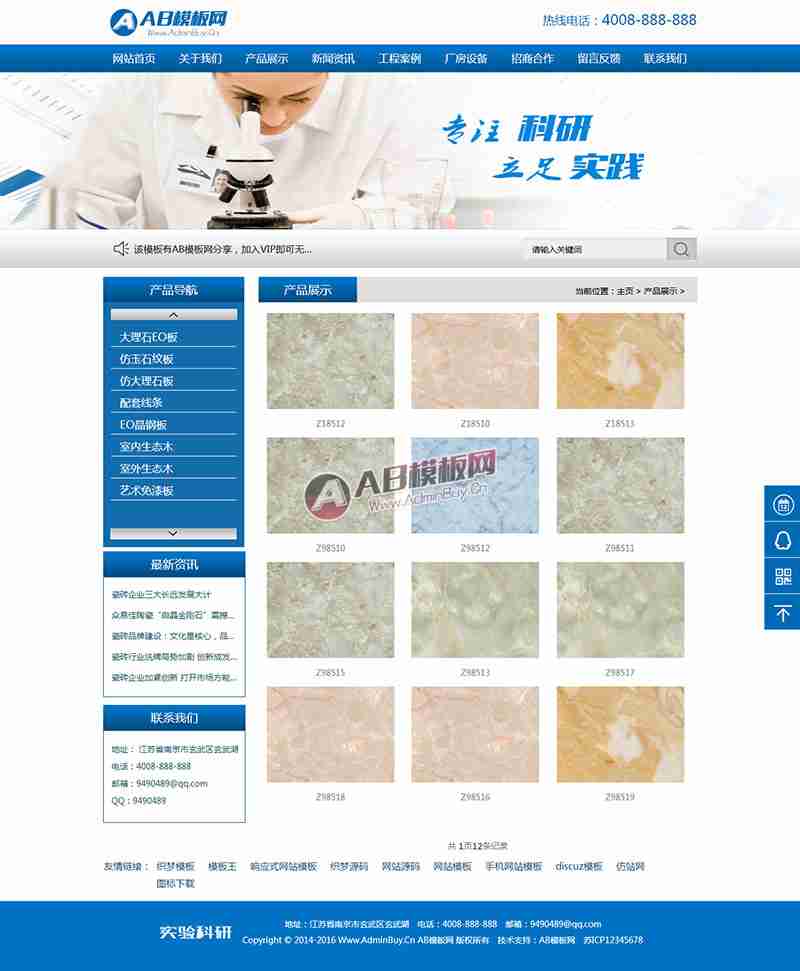 AB模板网
Www.AdminBuy.Cn
热线电话：4008-888-888
网站首页 关于我们 产品展示 新闻资讯 工程案例 厂房设备 招商合作 留言反馈 联系我们
专注 科研
立足 实践
该模板有AB模板网分享，加入VIP即可无...
请输入关键词
产品导航
大理石EO板
仿玉石纹板
仿大理石板
配套线条
EO晶钢板
室内生态木
室外生态木
艺术免漆板
最新资讯
瓷砖企业三大长远发展大计
瓷砖品牌建设：文化是核心，品...
瓷砖行业洗牌局势加剧 创新成发...
瓷砖企业加紧创新 打开市场方能...
联系我们
地址： 江苏省南京市玄武区玄武湖
电话：4008-888-888
邮箱：9490489@qq.com
QQ：9490489
产品展示
当前位置：主页 > 产品展示 >
Z18512 Z18510 Z18513
AB模板网
Www.AdminBuy.Cn
Z98510 Z98512 Z98511
Z98515 Z98513 Z98517
Z98518 Z98516 Z98519
共 1页12条记录
友情链接： 织梦模板 模板王 响应式网站模板 织梦源码 网站源码 网站模板 手机网站模板 discuz模板 仿站网
图标下载
实验科研
地址：江苏省南京市玄武区玄武湖 电话：4008-888-888 邮箱：9490489@qq.com
Copyright © 2014-2016 Www.AdminBuy.Cn AB模板网 版权所有 技术支持：AB模板网 苏ICP12345678